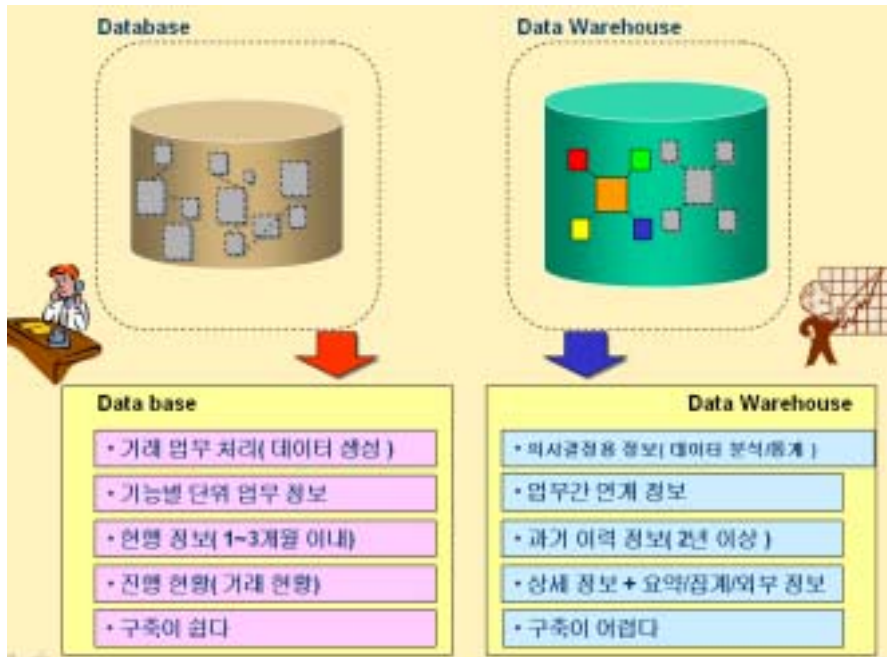 Database
Data Warehouse
Data base
• 거래 업무 처리( 데이터 생성 )
• 기능별 단위 업무 정보
• 현행 정보( 1~3개월 이내)
• 진행 현황( 거래 현황)
• 구축이 쉽다
Data Warehouse
• 의사결정용 정보( 데이터 분석/통계 )
• 업무간 연계 정보
• 과거 이력 정보( 2년 이상 )
• 상세 정보 + 요약/집계/외부 정보
• 구축이 어렵다